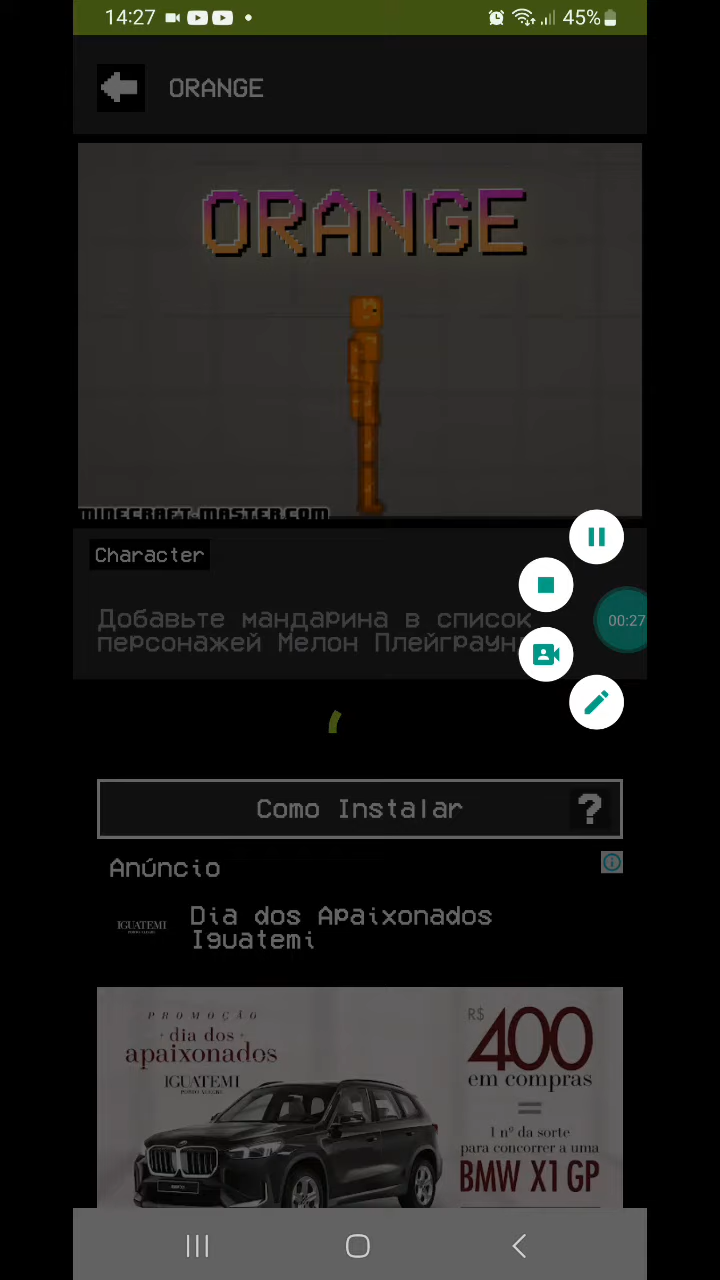 14:27
45%
ORANGE
ORANGE
MINECRAFT-MASTER.COM
Character
Добавьте мандарина в список
персонажей Мелон Плейграун
00:27
Como Instalar
?
Anúncio
IGUATEMI
Dia dos Apaixonados
Iguatemi
PROMOÇÃO
· dia dos ·
apaixonados
IGUATEMI
R$
400
em compras
=
1 nº da sorte
para concorrer a uma
BMW X1 GP